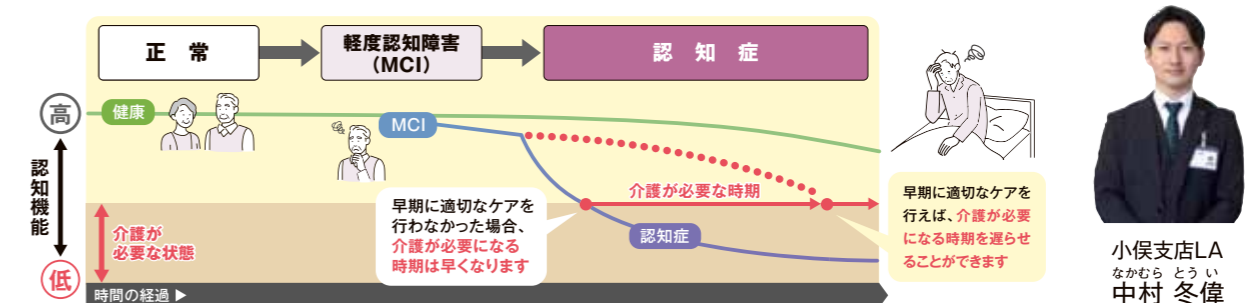 正常
軽度認知障害
(MCI)
認知症
高
認知機能
低
健康
MCI
介護が必要な時期
介護が
必要な状態
早期に適切なケアを
行わなかった場合、
介護が必要になる
時期は早くなります
認知症
早期に適切なケアを
行えば、介護が必要
になる時期を遅らせ
ることができます
時間の経過 ▶
小俣支店LA
なかむら とうい
中村 冬偉